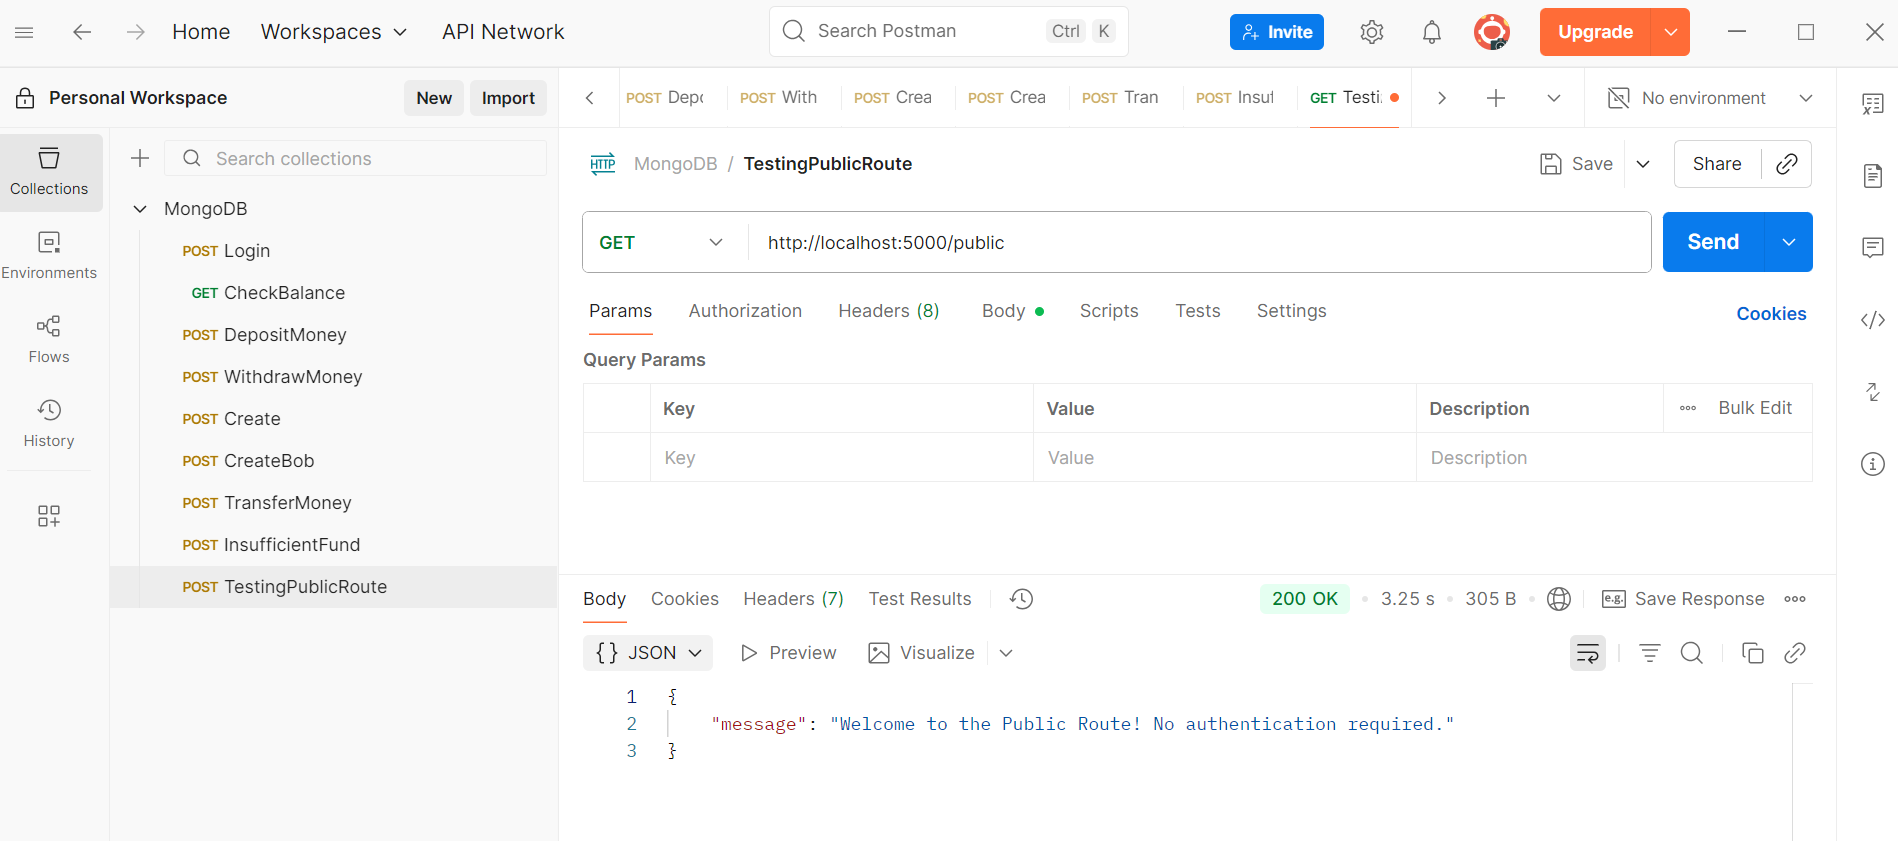 Home Workspaces API Network Search Postman Ctrl K Invite Upgrade
Personal Workspace New Import
POST Depo POST With POST Crea POST Crea POST Tran POST Insuf GET Testi No environment
Collections
Environments
Flows
History
Search collections
MongoDB
POST Login
GET CheckBalance
POST DepositMoney
POST WithdrawMoney
POST Create
POST CreateBob
POST TransferMoney
POST InsufficientFund
POST TestingPublicRoute
HTTP MongoDB / TestingPublicRoute Save Share
GET http://localhost:5000/public Send
Params Authorization Headers (8) Body Scripts Tests Settings Cookies
Query Params
Key Value Description Bulk Edit
Key Value Description
Body Cookies Headers (7) Test Results 200 OK • 3.25 s • 305 B • e.g. Save Response
{} JSON Preview Visualize
1 {
2 "message": "Welcome to the Public Route! No authentication required."
3 }